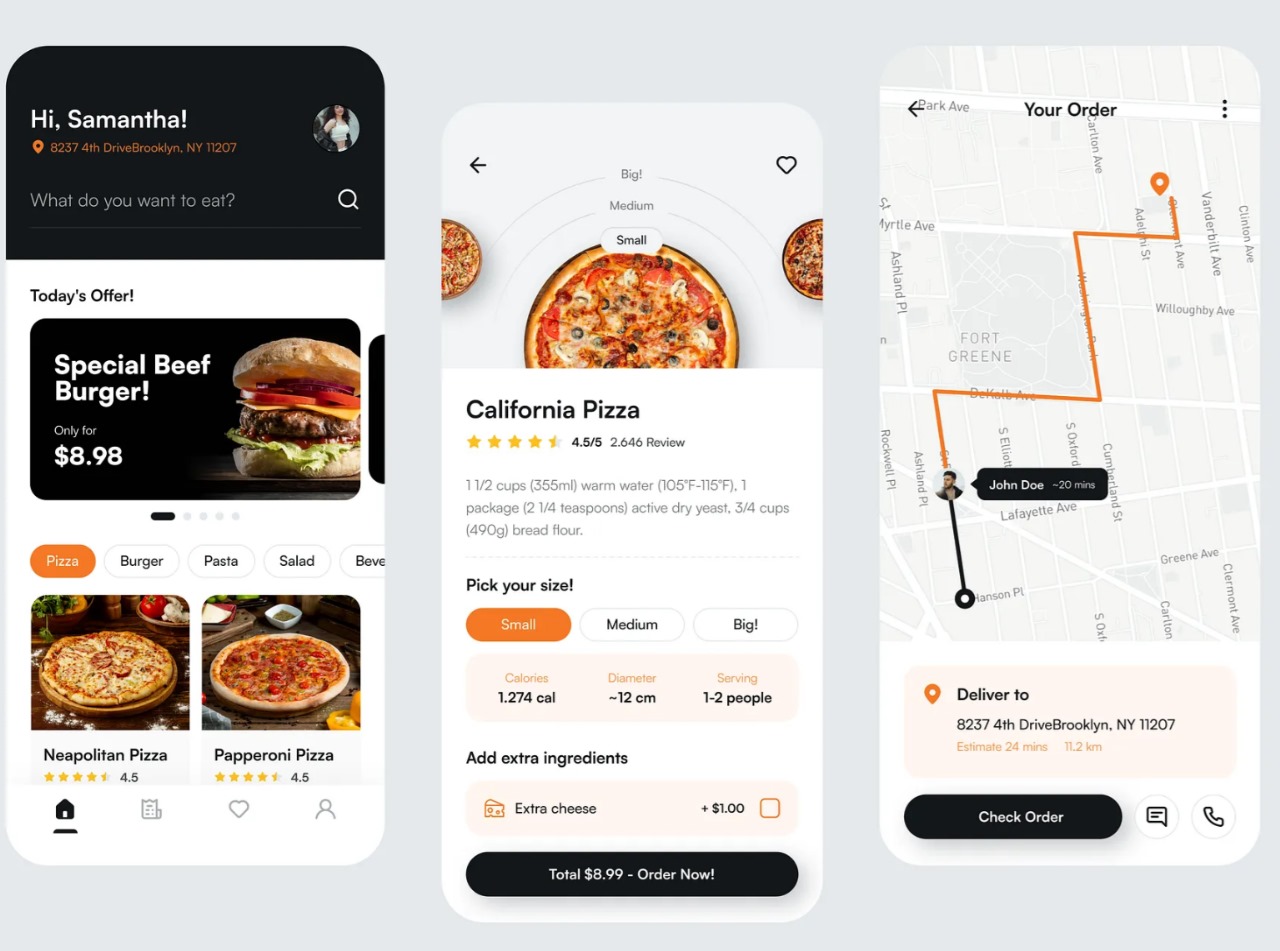 Hi, Samantha!
8237 4th DriveBrooklyn, NY 11207
What do you want to eat?
Today's Offer!
Special Beef
Burger!
Only for
$8.98
Pizza
Burger
Pasta
Salad
Beve
Neapolitan Pizza
4.5
Papperoni Pizza
4.5
Big!
Medium
Small
California Pizza
4.5/5 2.646 Review
1 1/2 cups (355ml) warm water (105°F-115°F), 1
package (2 1/4 teaspoons) active dry yeast, 3/4 cups
(490g) bread flour.
Pick your size!
Small
Medium
Big!
Calories
1.274 cal
Diameter
~12 cm
Serving
1-2 people
Add extra ingredients
Extra cheese
+ $1.00
Total $8.99 - Order Now!
Your Order
Park Ave
Carlton Ave
St
Myrtle Ave
Adelphi St
Vanderbilt Ave
Clinton Ave
Ashland Pl
Washington Park
Willoughby Ave
FORT
GREENE
DeKalb Ave
Rockwell Pl
Ashland Pl
S Elliott
S Oxford
Cumberland St
John Doe ~20 mins
Lafayette Ave
Greene Ave
Clermont Ave
Hanson Pl
S Oxf
Carlton
Deliver to
8237 4th DriveBrooklyn, NY 11207
Estimate 24 mins 11.2 km
Check Order